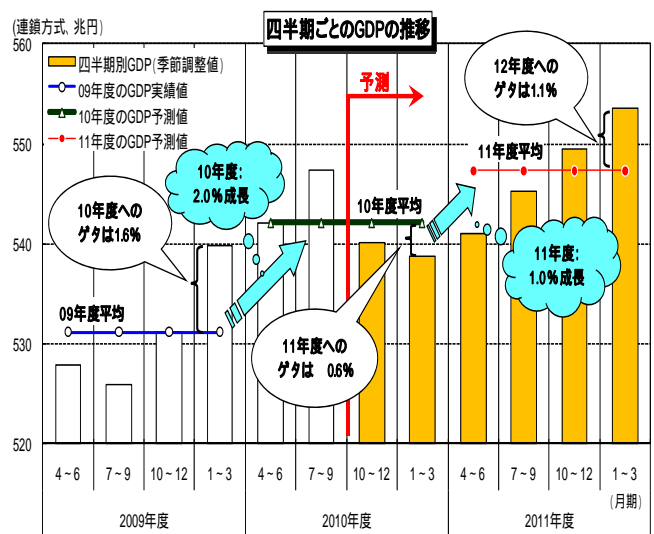 四半期ごとのGDPの推移
(連鎖方式、兆円)
560
550
540
530
520
四半期別GDP(季節調整値)
09年度のGDP実績値
10年度のGDP予測値
11年度のGDP予測値
予測
12年度への
ゲタは1.1%
11年度平均
10年度:
2.0%成長
10年度への
ゲタは1.6%
10年度平均
11年度:
1.0%成長
09年度平均
11年度への
ゲタは 0.6%
4~6 7~9 10~12 1~3 4~6 7~9 10~12 1~3 4~6 7~9 10~12 1~3
(月期)
2009年度 2010年度 2011年度